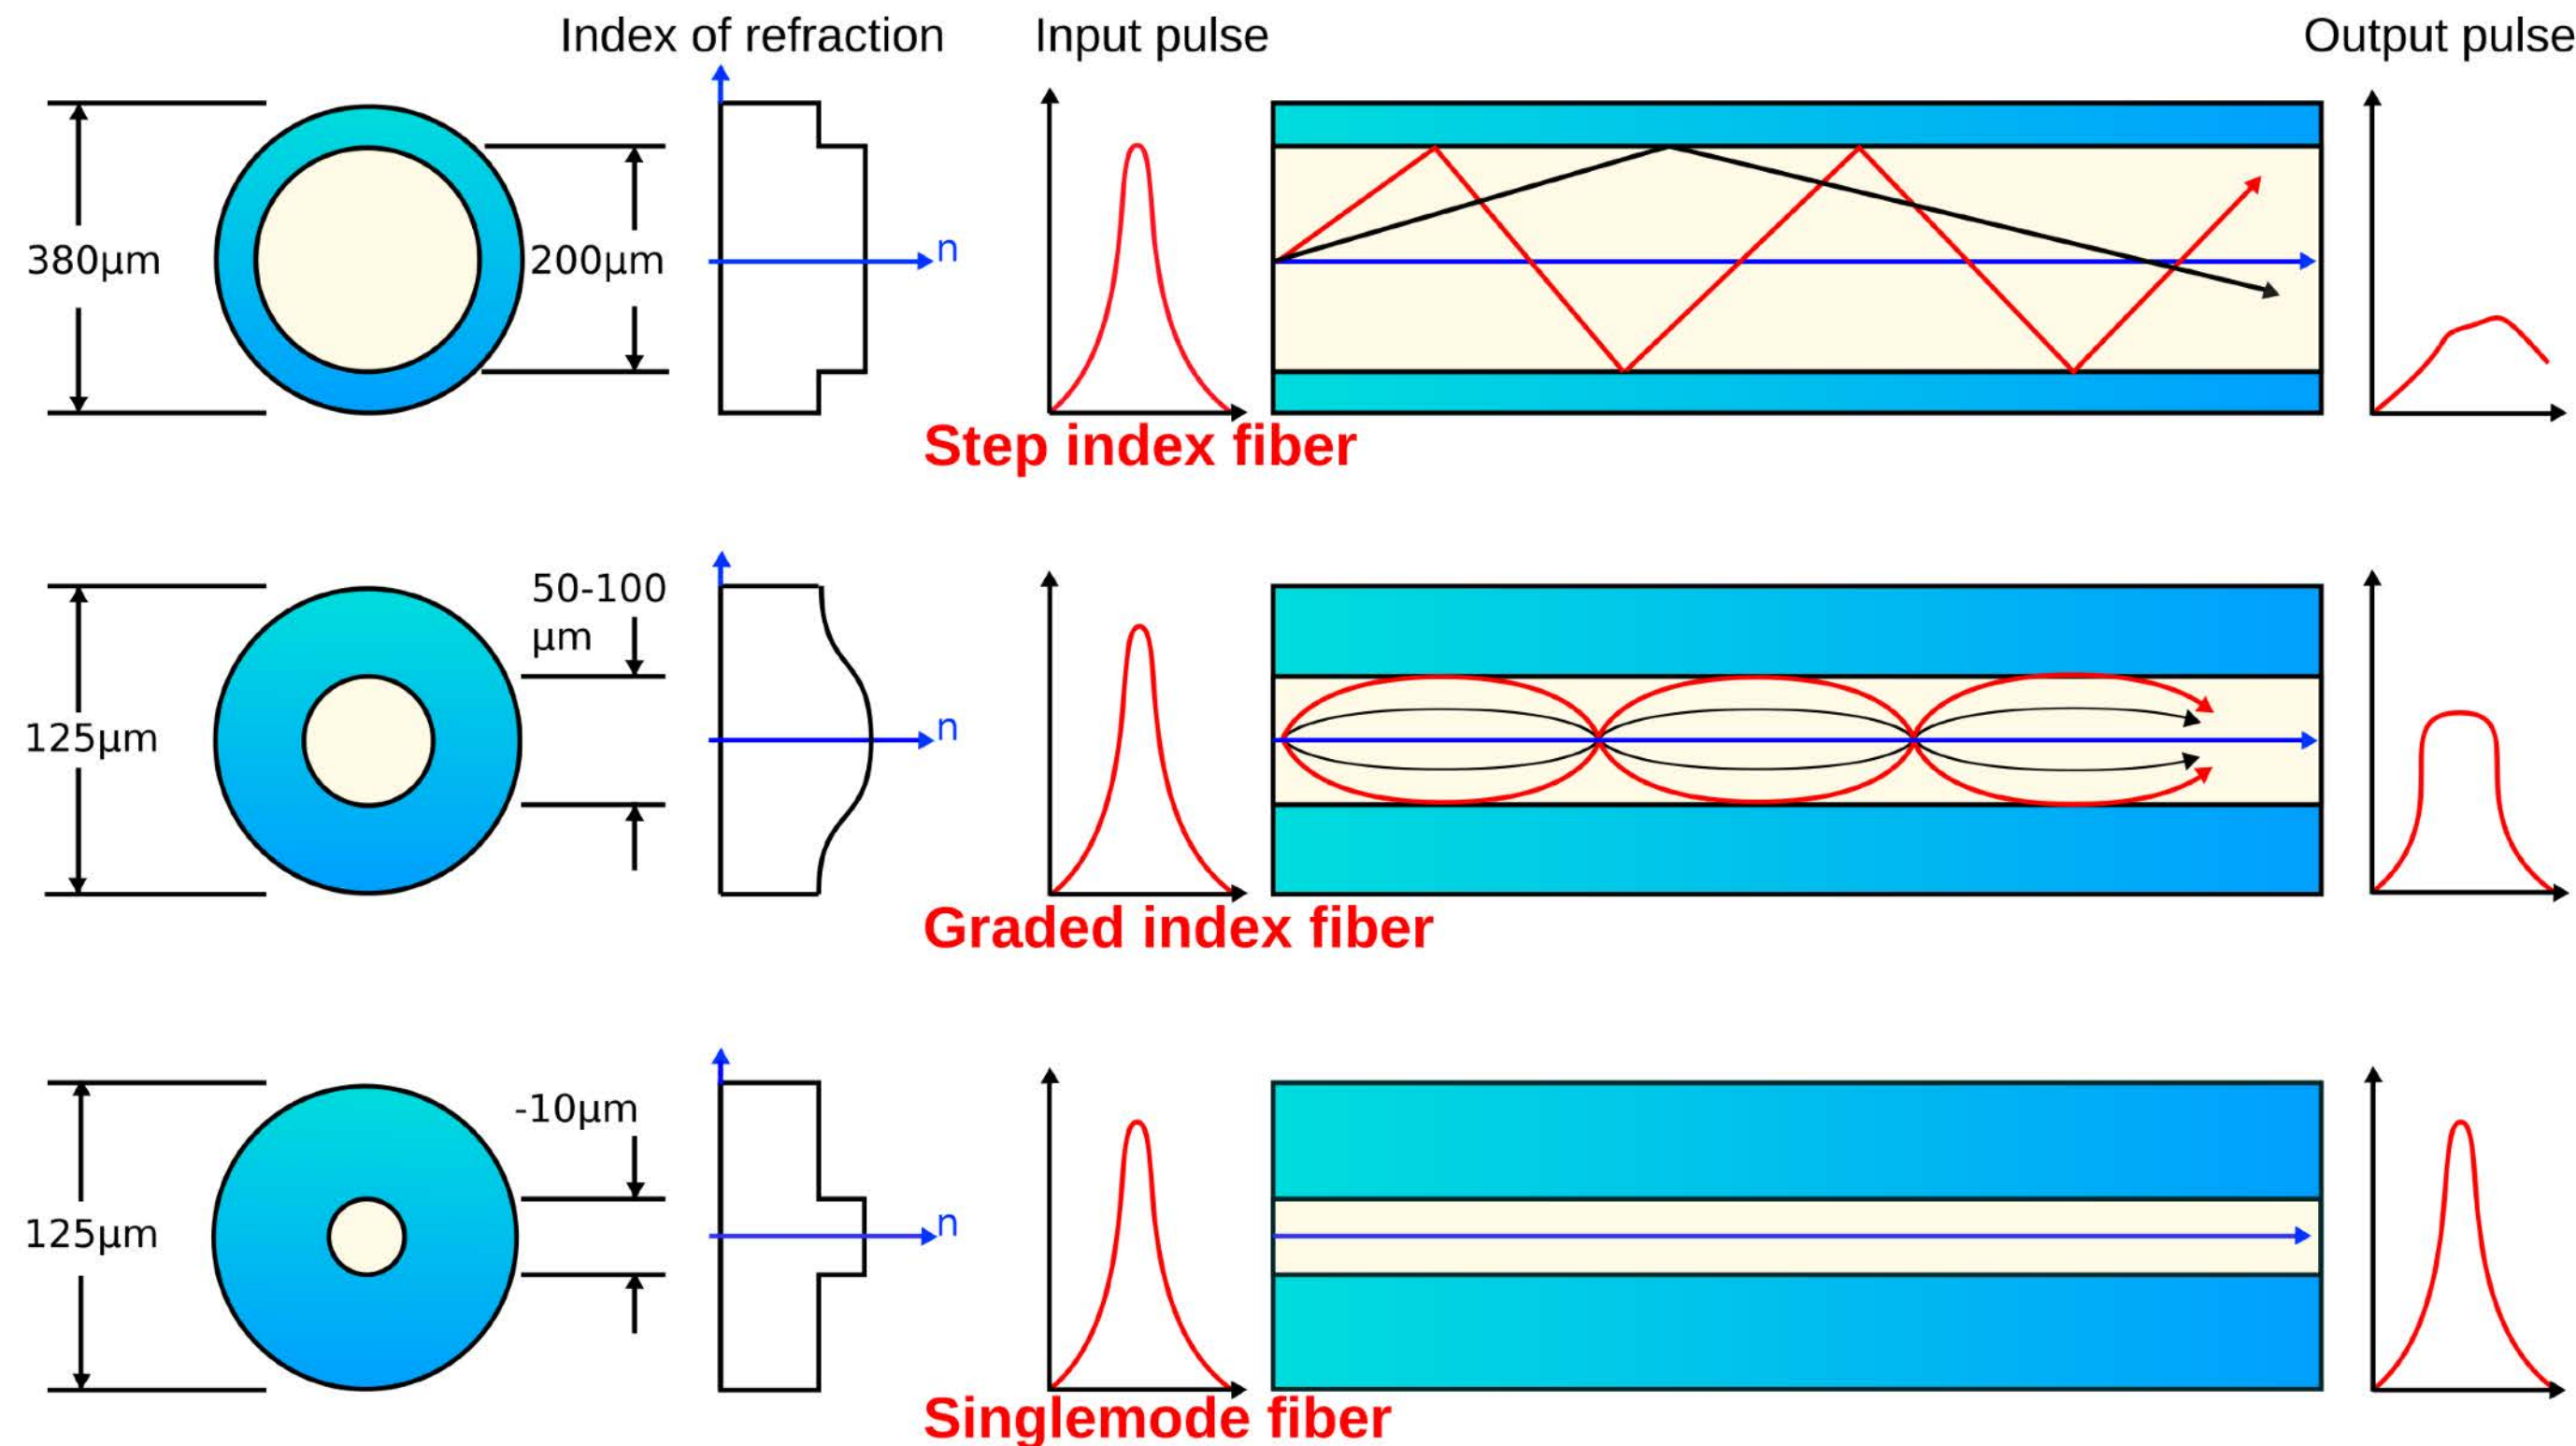 Index of refraction
Input pulse
Output pulse
380µm
200µm
n
Step index fiber
50-100
µm
125µm
n
Graded index fiber
-10µm
125µm
n
Singlemode fiber